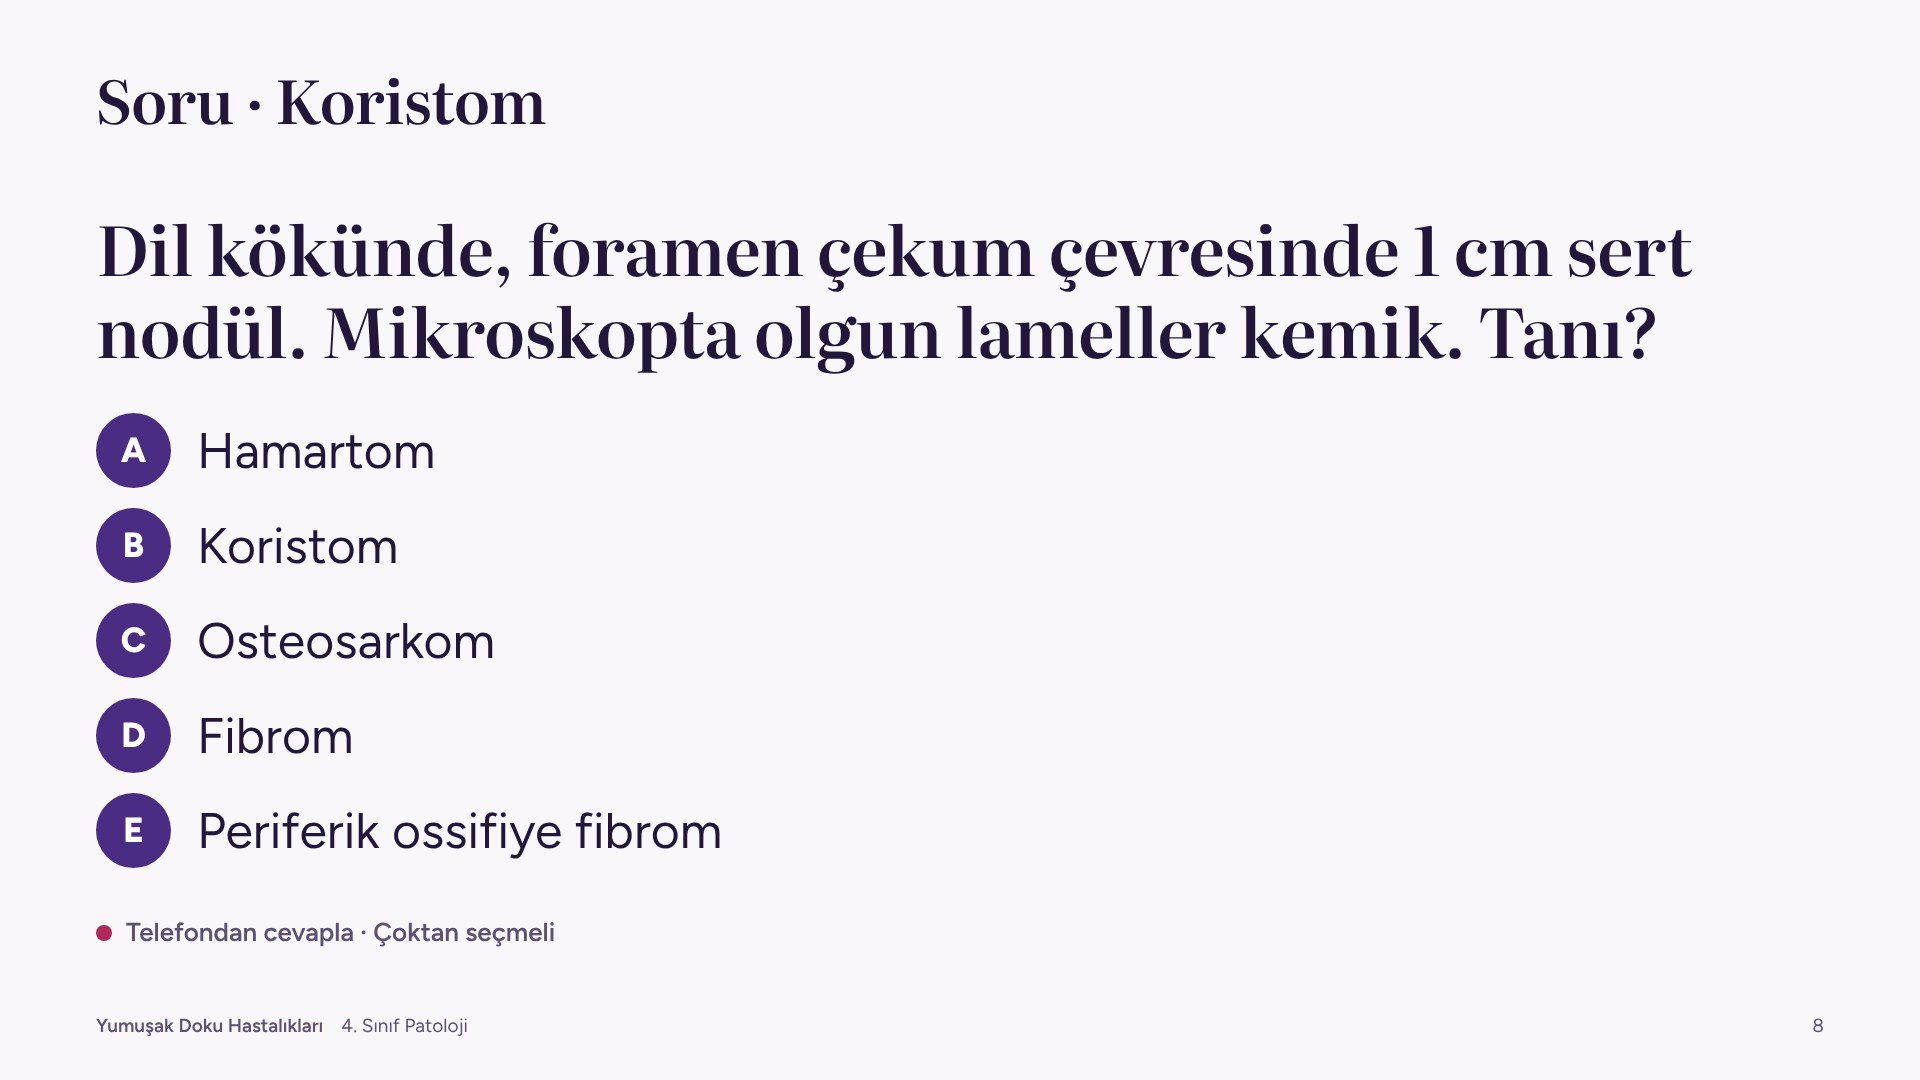 Soru · Koristom
Dil kökünde, foramen çekum çevresinde 1 cm sert
nodül. Mikroskopta olgun lameller kemik. Tanı?
A Hamartom
B Koristom
C Osteosarkom
D Fibrom
E Periferik ossifiye fibrom
Telefondan cevapla · Çoktan seçmeli
Yumuşak Doku Hastalıkları 4. Sınıf Patoloji 8